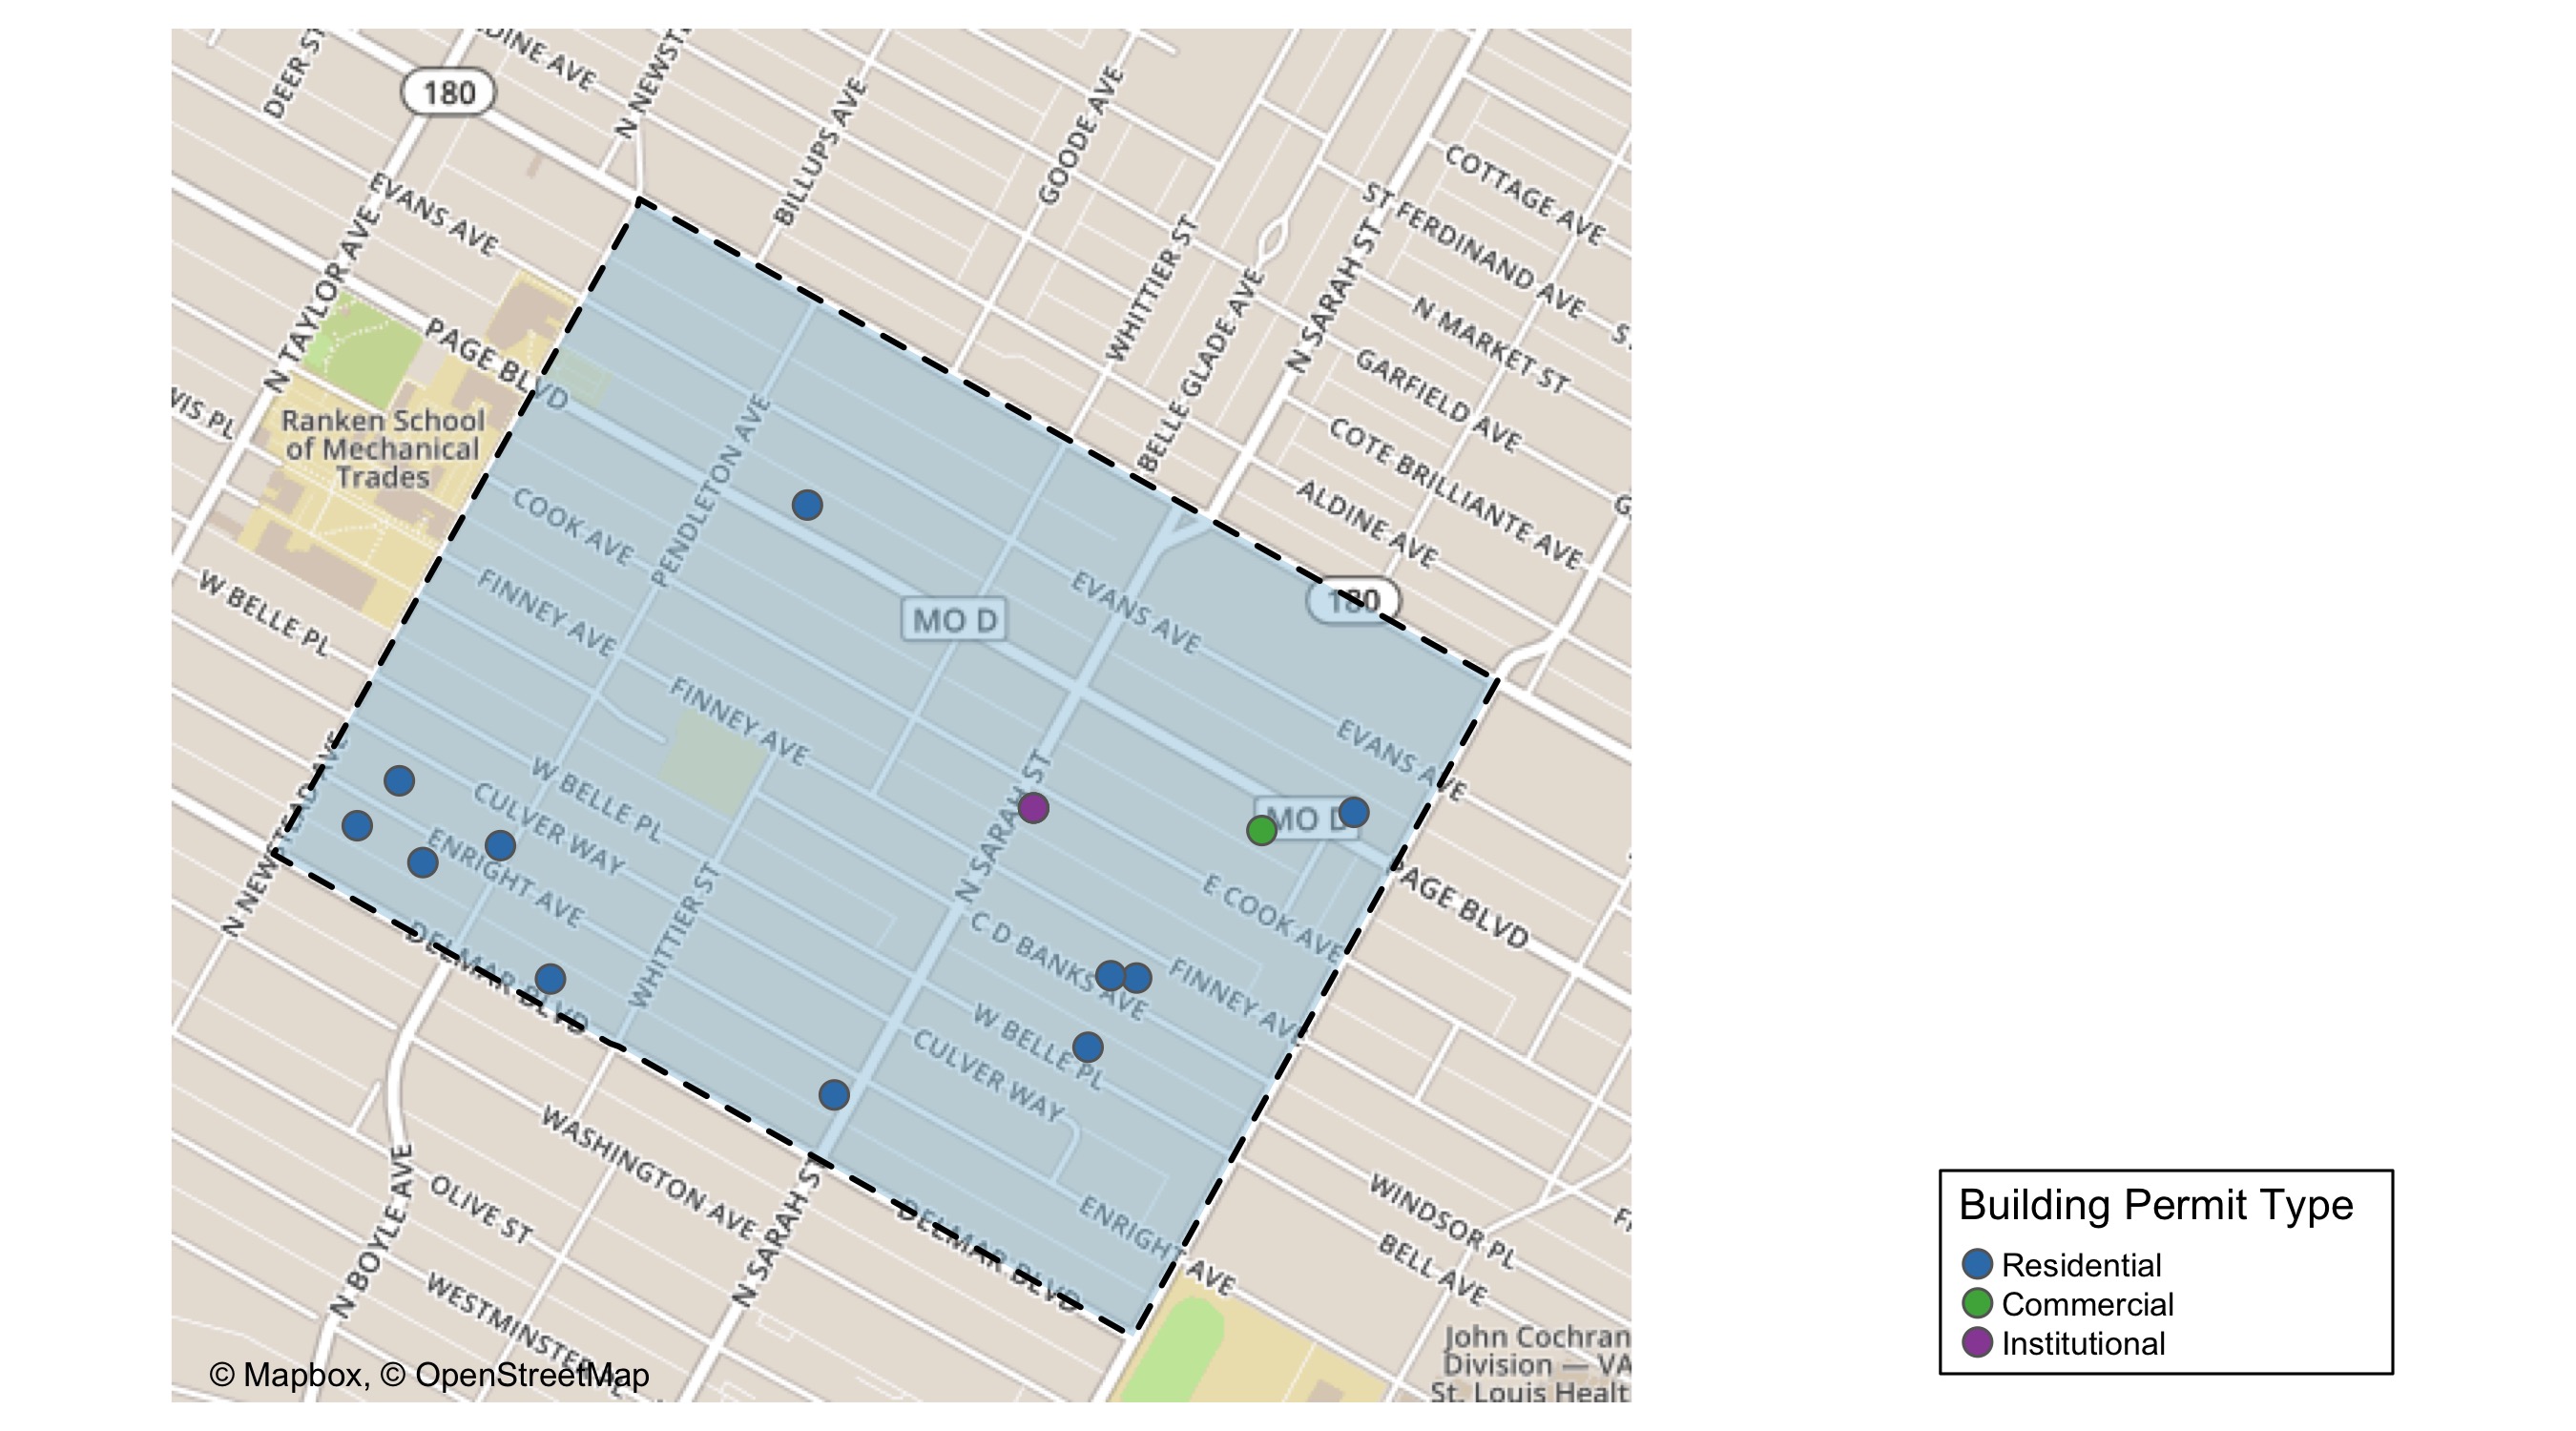 DEER ST
180
N NEWST
BILLUPS AVE
GOODE AVE
COTTAGE AVE
ST FERDINAND AVE
EVANS AVE
N TAYLOR AVE
WHITTIER ST
BELLE GLADE AVE
N SARAH ST
N MARKET ST
GARFIELD AVE
PAGE BLVD
Ranken School
of Mechanical
Trades
COTE BRILLIANTE AVE
ALDINE AVE
PENDLETON AVE
COOK AVE
FINNEY AVE
W BELLE PL
MO D
EVANS AVE
180
FINNEY AVE
EVANS AVE
N NEWSTEAD AVE
W BELLE PL
CULVER WAY
ENRIGHT AVE
N SARAH ST
MO D
PAGE BLVD
E COOK AVE
WHITTIER ST
C D BANKS AVE
FINNEY AVE
DELMAR BLVD
W BELLE PL
CULVER WAY
WASHINGTON AVE
OLIVE ST
N BOYLE AVE
N SARAH ST
DELMAR BLVD
ENRIGHT AVE
WINDSOR PL
BELL AVE
WESTMINSTER PL
John Cochran
Division — VA
St. Louis Healt
© Mapbox, © OpenStreetMap
Building Permit Type
Residential
Commercial
Institutional